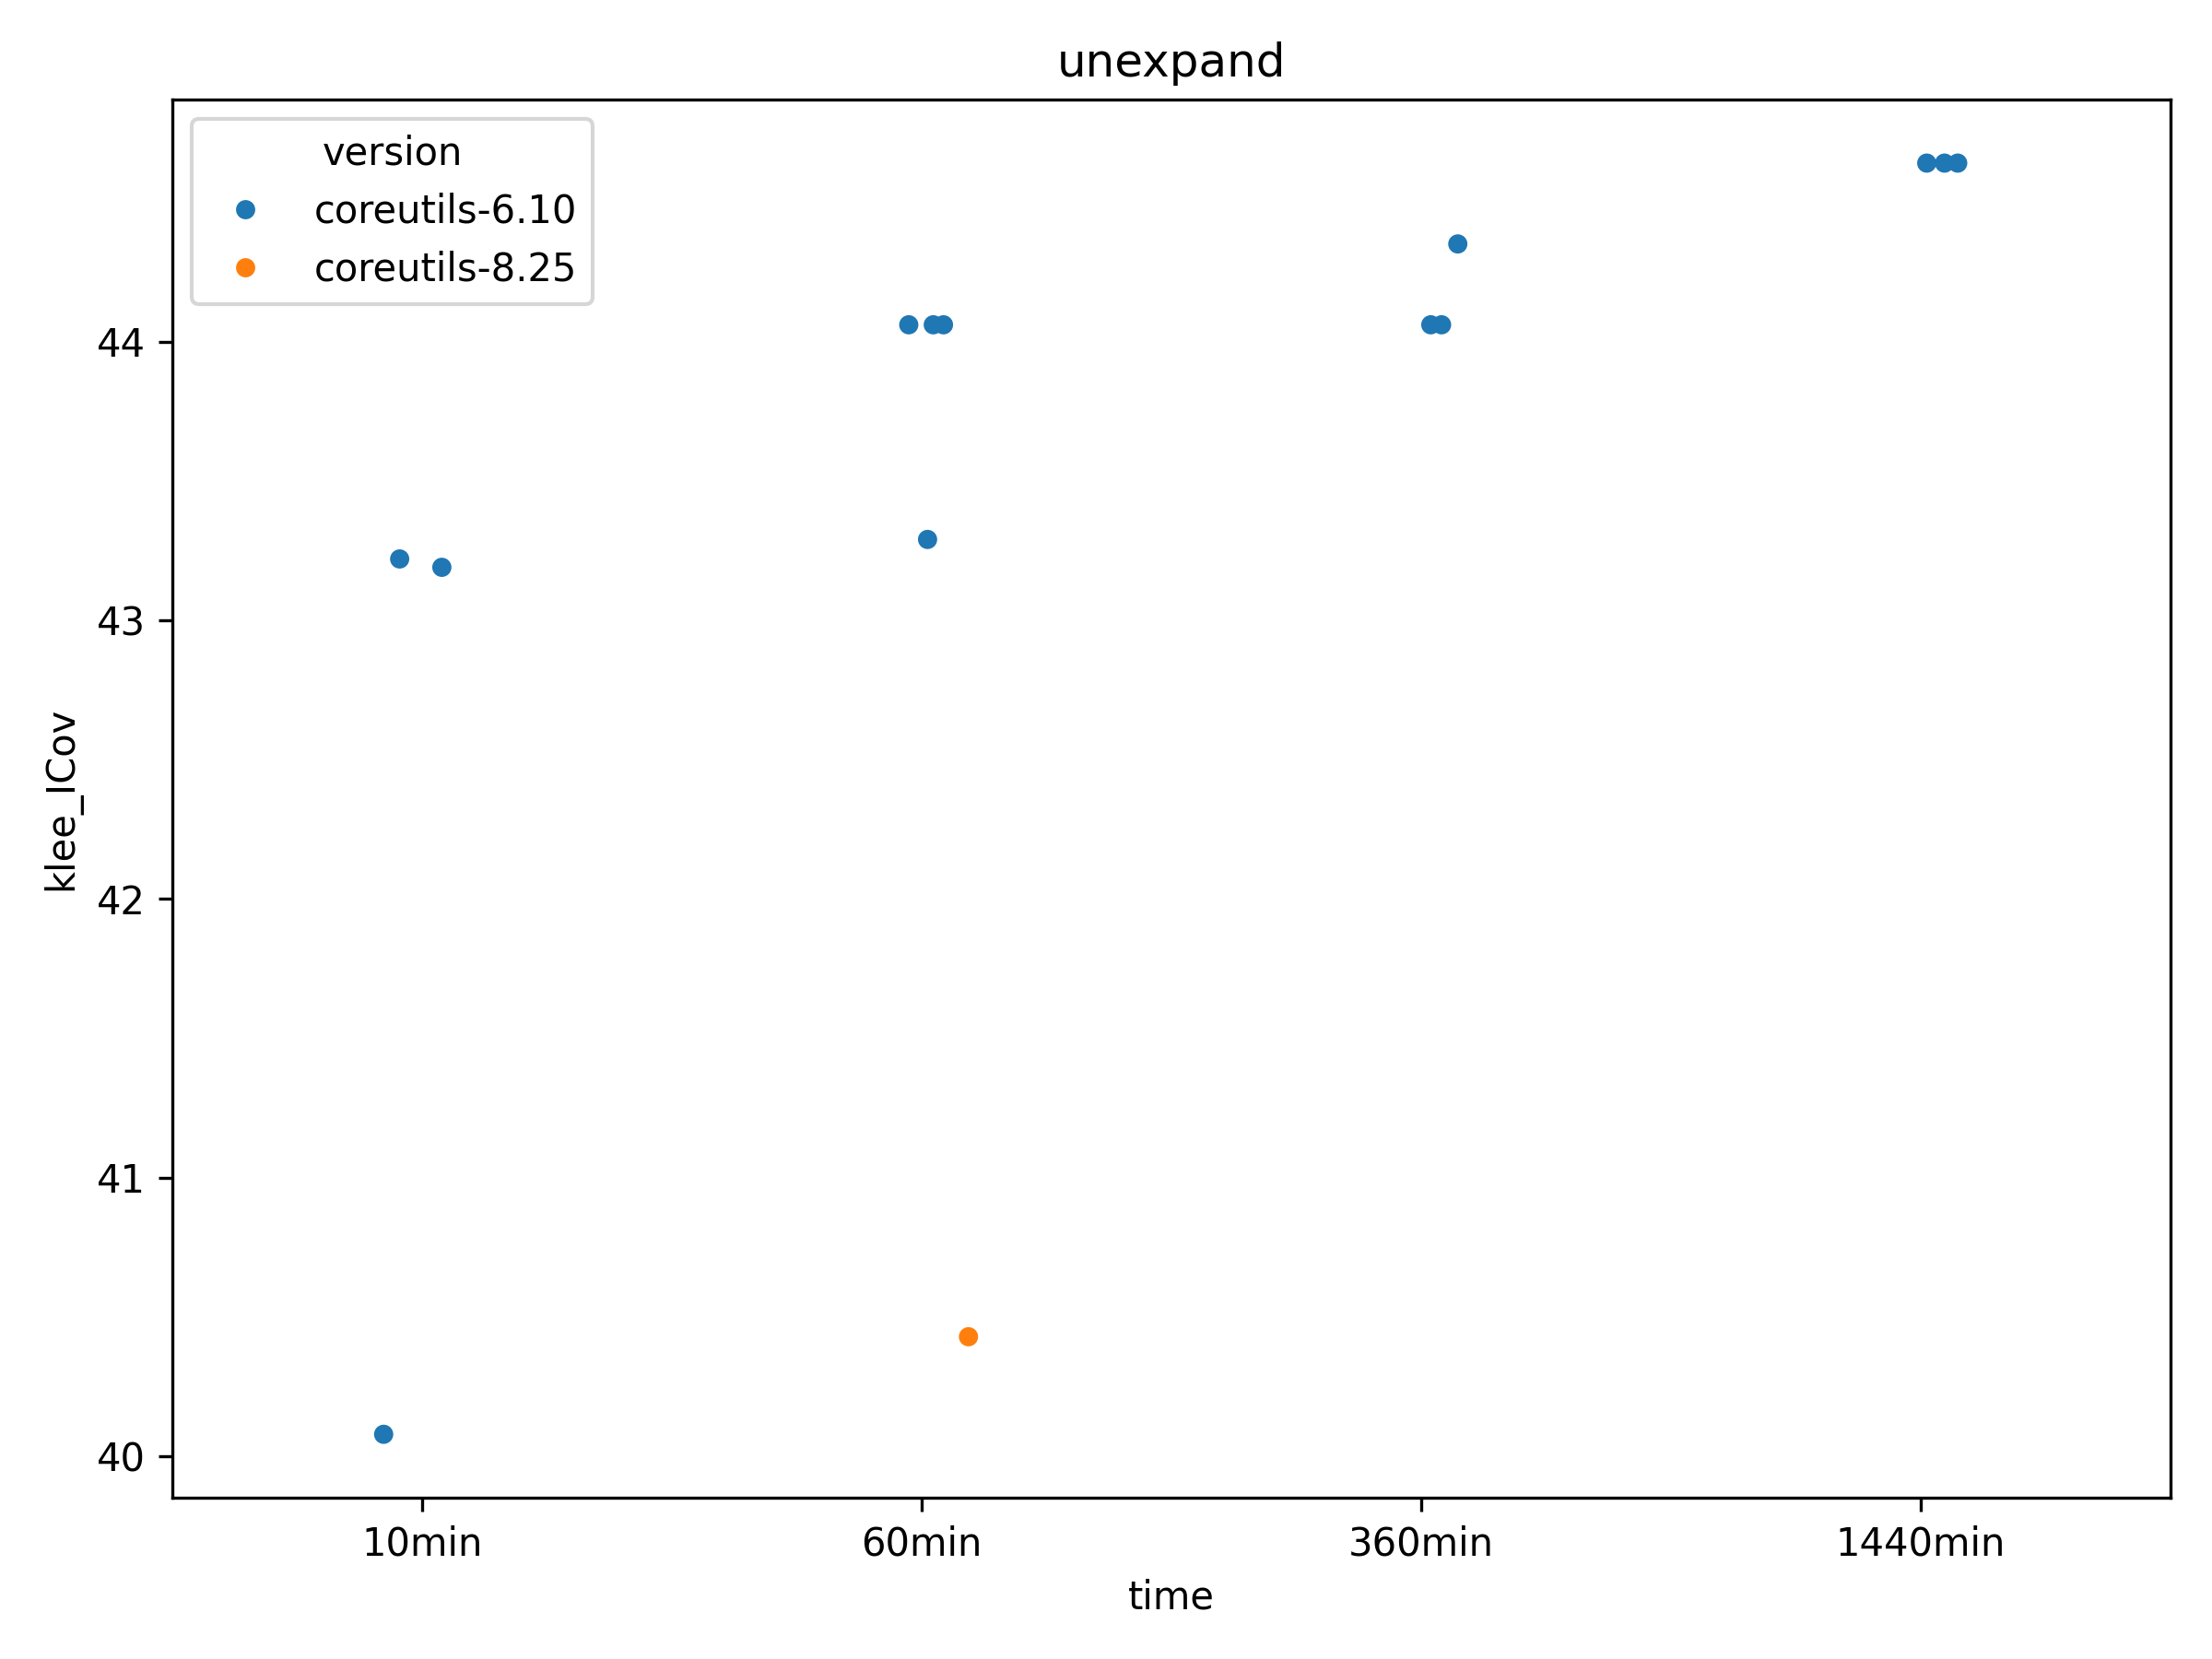 unexpand
version
coreutils-6.10
coreutils-8.25
44
43
42
41
40
klee_ICov
10min
60min
360min
1440min
time